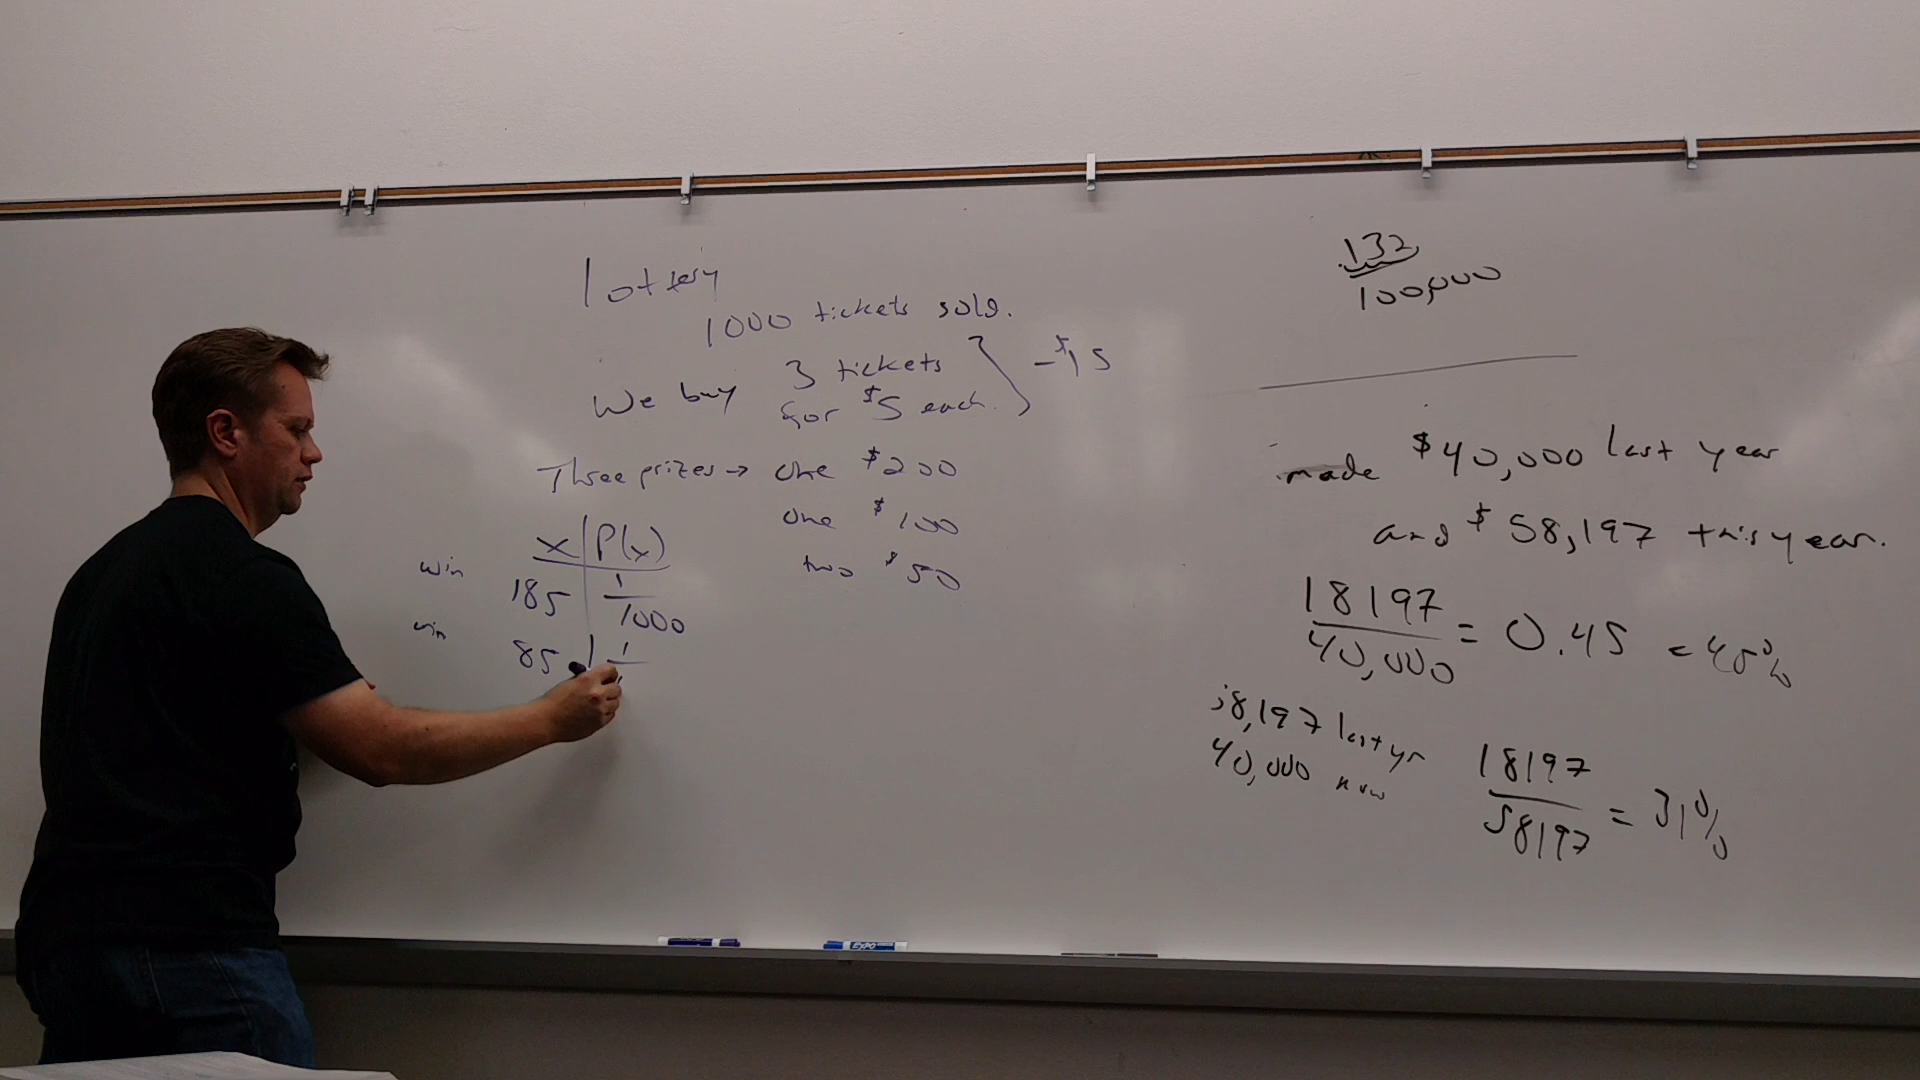 lottery
1000 tickets sold.
We buy 3 tickets
for $5 each.
-$15
Three prizes → one $200
one $100
two $50
x | P(x)
win 185 | 1/1000
win 85 | 1
132
100,000
made $40,000 last year
and $58,197 this year.
18197/40,000 = 0.45 = 45%
58,197 last yr
40,000 now
18197/58197 = 31%
EXPO